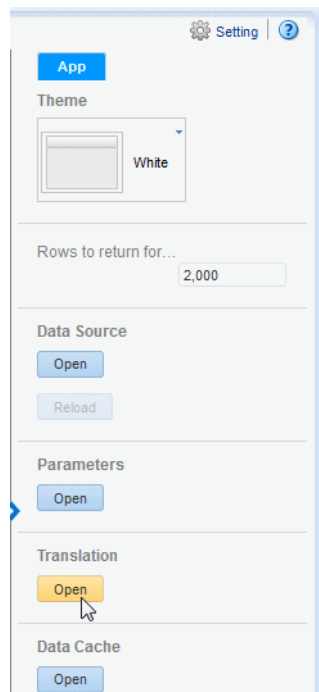 Setting
App
Theme
White
Rows to return for...
2,000
Data Source
Open
Reload
Parameters
Open
Translation
Open
Data Cache
Open